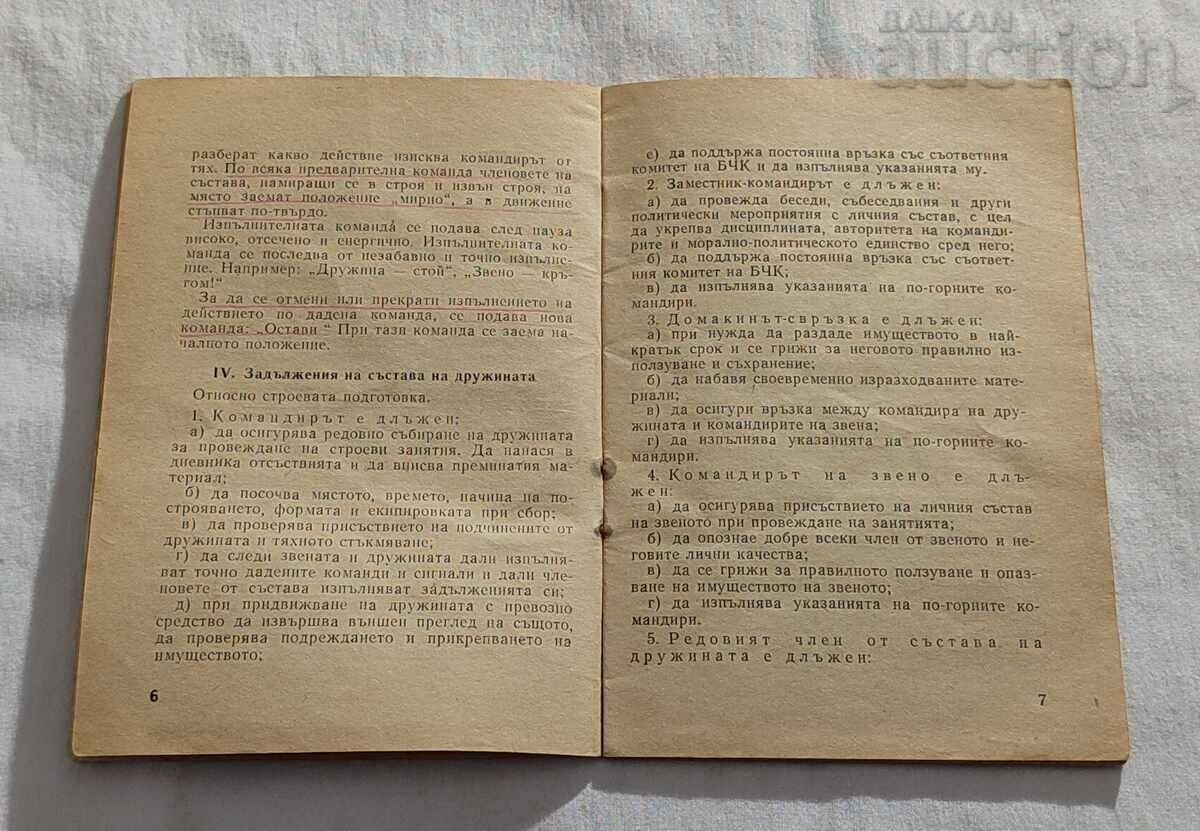 БАЛКАН
auction
разберат какво действие изисква командирът от
тях. По всяка предварителна команда членовете на
състава, намиращи се в строя и извън строя, на
място заемат положение „мирно“, а в движение
стъпват по-твърдо.
Изпълнителната команда се подава след пауза
високо, отсечено и енергично. Изпълнителната ко-
манда се последва от незабавно и точно изпълне-
ние. Например: „Дружина — стой“, „Звено — кръ-
гом!“
За да се отмени или прекрати изпълнението на
действието по дадена команда, се подава нова
команда: „Остави“ При тази команда се заема на-
чалното положение.
IV. Задължения на състава на дружината
Относно строевата подготовка.
1. Командирът е длъжен:
а) да осигурява редовно събиране на дружината
за провеждане на строеви занятия. Да нанася в
дневника отсъствията и да вписва преминатия ма-
териал;
б) да посочва мястото, времето, начина на по-
строяването, формата и екипировката при сбор;
в) да проверява присъствието на подчинените от
дружината и тяхното стъкмяване;
г) да следи звената и дружината дали изпълня-
ват точно дадените команди и сигнали и дали чле-
новете от състава изпълняват задълженията си;
д) при придвижване на дружината с превозно
средство да извършва външен преглед на същото,
да проверява подреждането и прикрепването на
имуществото;
6
е) да поддържа постоянна връзка със съответния
комитет на БЧК и да изпълнява указанията му.
2. Заместник-командирът е длъжен:
а) да провежда беседи, събеседвания и други
политически мероприятия с личния състав, с цел
да укрепва дисциплината, авторитета на команди-
рите и морално-политическото единство сред него;
б) да поддържа постоянна връзка със съответ-
ния комитет на БЧК;
в) да изпълнява указанията на по-горните ко-
мандири.
3. Домакинът-свръзка е длъжен:
а) при нужда да раздаде имуществото в най-
кратък срок и се грижи за неговото правилно из-
ползуване и съхранение;
б) да набавя своевременно изразходваните мате-
риали;
в) да осигури връзка между командира на дру-
жината и командирите на звена;
г) да изпълнява указанията на по-горните ко-
мандири.
4. Командирът на звено е длъ-
жен:
а) да осигурява присъствието на личния състав
на звеното при провеждане на занятията;
б) да опознае добре всеки член от звеното и не-
говите лични качества;
в) да се грижи за правилното ползуване и опаз-
ване на имуществото на звеното;
г) да изпълнява указанията на по-горните ко-
мандири.
5. Редовият член от състава на
дружината е длъжен:
7